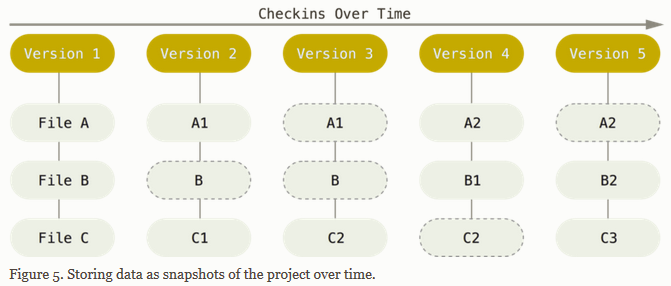 Checkins Over Time
Version 1 Version 2 Version 3 Version 4 Version 5
File A A1 A1 A2 A2
File B B B B1 B2
File C C1 C2 C2 C3
Figure 5. Storing data as snapshots of the project over time.